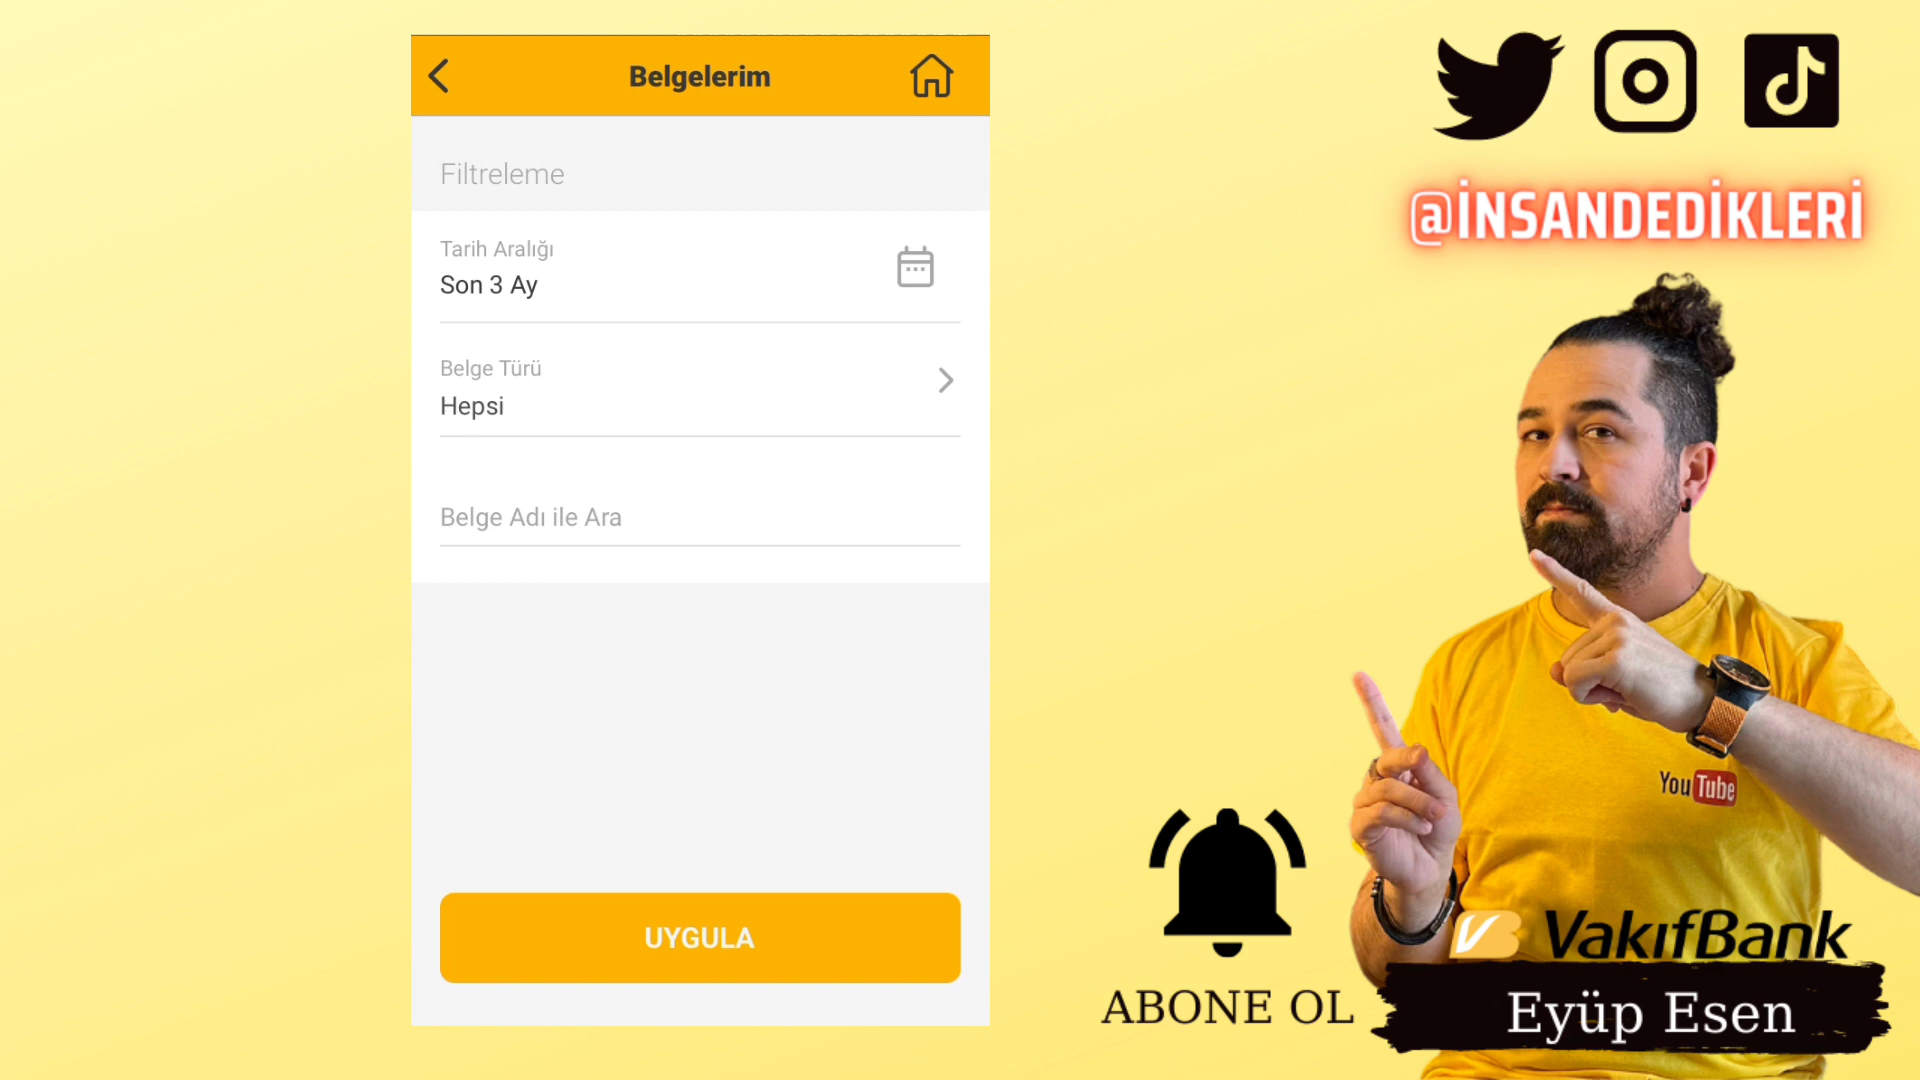 Belgelerim
Filtreleme
Tarih Aralığı
Son 3 Ay
Belge Türü
Hepsi
Belge Adı ile Ara
UYGULA
@İNSANDEDİKLERİ
YouTube
VakıfBank
ABONE OL
Eyüp Esen